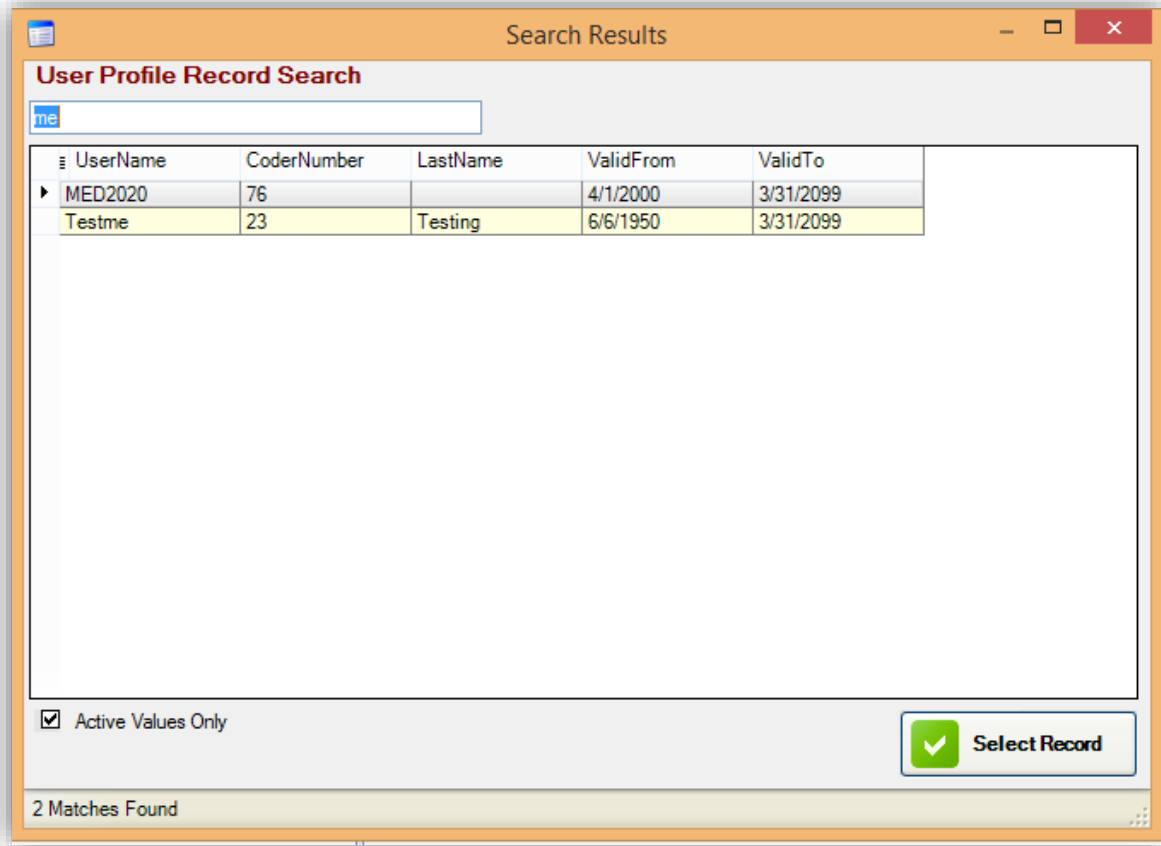 Search Results
User Profile Record Search
me
UserName CoderNumber LastName ValidFrom ValidTo
MED2020 76 4/1/2000 3/31/2099
Testme 23 Testing 6/6/1950 3/31/2099
Active Values Only
Select Record
2 Matches Found